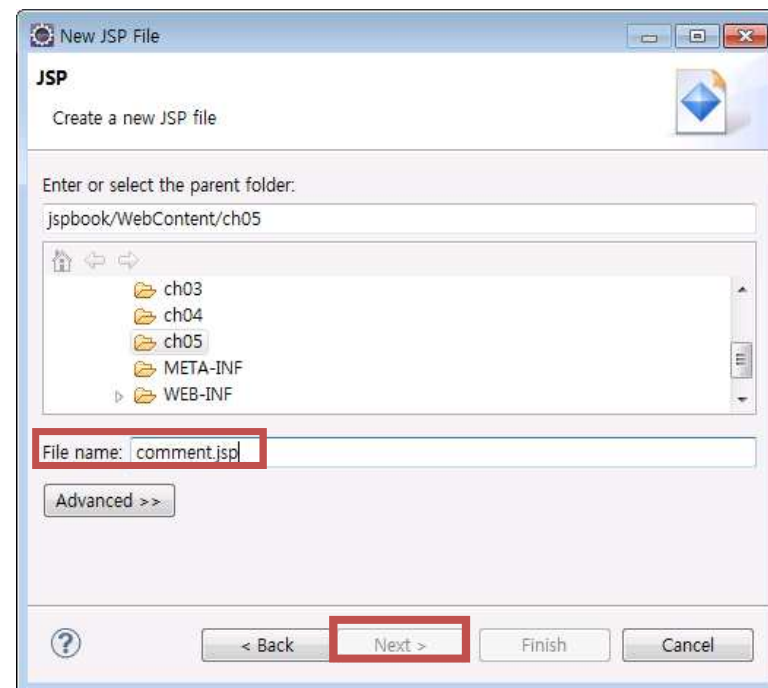 New JSP File
JSP
Create a new JSP file
Enter or select the parent folder:
jspbook/WebContent/ch05
ch03
ch04
ch05
META-INF
WEB-INF
File name: comment.jsp
Advanced >>
? < Back Next > Finish Cancel